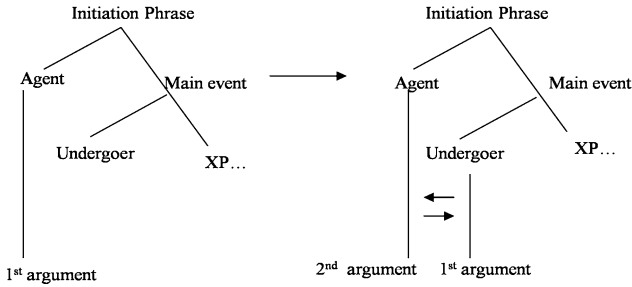 Initiation Phrase
Agent
Main event
Undergoer
XP…
1st argument
Initiation Phrase
Agent
Main event
Undergoer
XP…
2nd argument
1st argument